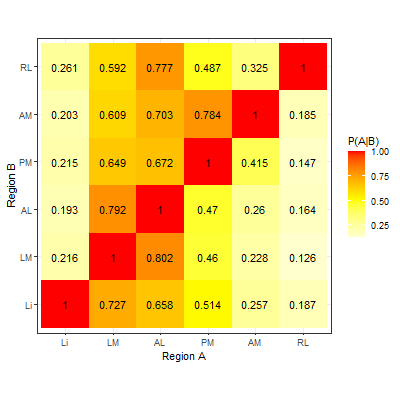 RL 0.261 0.592 0.777 0.487 0.325 1
AM 0.203 0.609 0.703 0.784 1 0.185
PM 0.215 0.649 0.672 1 0.415 0.147
AL 0.193 0.792 1 0.47 0.26 0.164
LM 0.216 1 0.802 0.46 0.228 0.126
Li 1 0.727 0.658 0.514 0.257 0.187
Li LM AL PM AM RL
Region A
Region B
P(A|B)
1.00
0.75
0.50
0.25